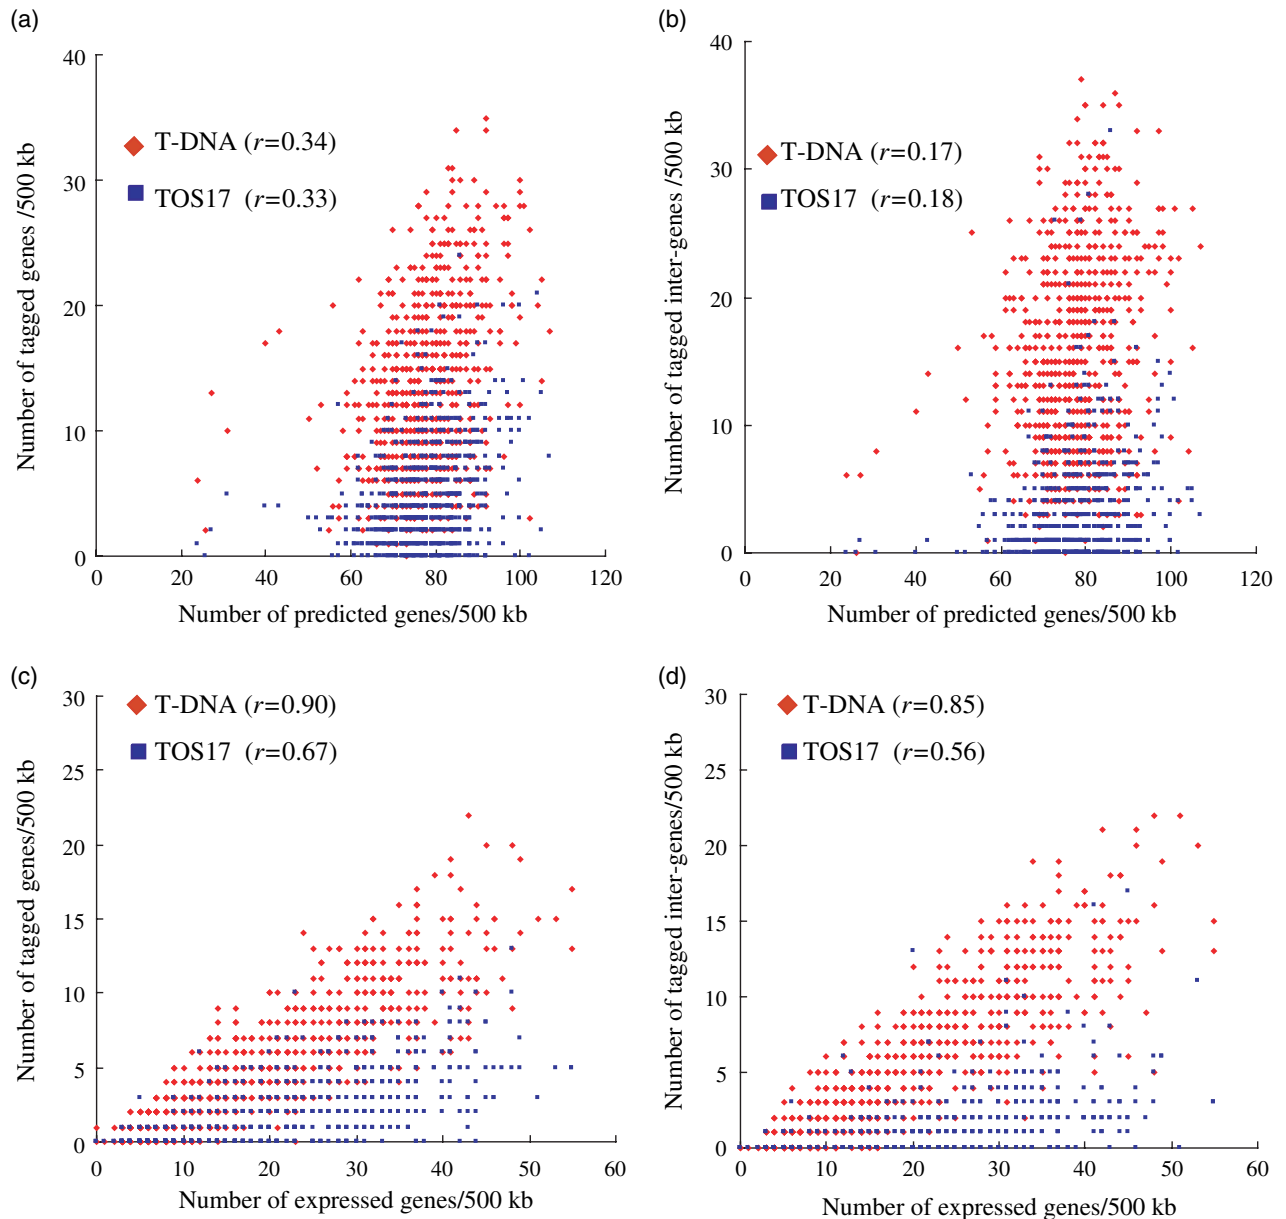 (a)
40
30
20
10
0
0 20 40 60 80 100 120
Number of tagged genes /500 kb
Number of predicted genes/500 kb
T-DNA (r=0.34)
TOS17 (r=0.33)
(b)
40
30
20
10
0
0 20 40 60 80 100 120
Number of tagged inter-genes /500 kb
Number of predicted genes/500 kb
T-DNA (r=0.17)
TOS17 (r=0.18)
(c)
30
25
20
15
10
5
0
0 10 20 30 40 50 60
Number of tagged genes/500 kb
Number of expressed genes/500 kb
T-DNA (r=0.90)
TOS17 (r=0.67)
(d)
30
25
20
15
10
5
0
0 10 20 30 40 50 60
Number of tagged inter-genes/500 kb
Number of expressed genes/500 kb
T-DNA (r=0.85)
TOS17 (r=0.56)